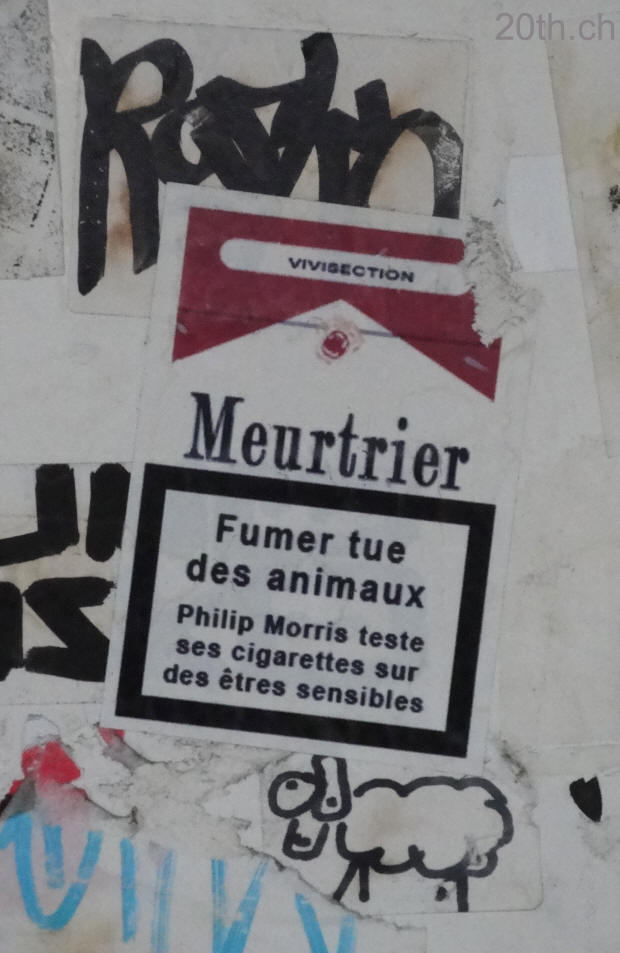 20th.ch
VIVISECTION
Meurtrier
Fumer tue
des animaux
Philip Morris teste
ses cigarettes sur
des êtres sensibles